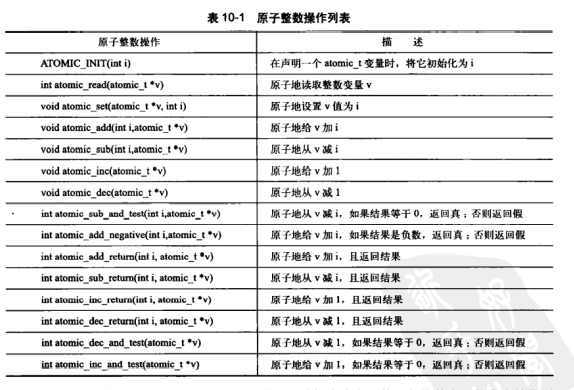 表 10-1 原子整数操作列表
原子整数操作 描 述
ATOMIC_INIT(int i) 在声明一个 atomic_t 变量时，将它初始化为 i
int atomic_read(atomic_t *v) 原子地读取整数变量 v
void atomic_set(atomic_t *v, int i) 原子地设置 v 值为 i
void atomic_add(int i,atomic_t *v) 原子地给 v 加 i
void atomic_sub(int i,atomic_t *v) 原子地从 v 减 i
void atomic_inc(atomic_t *v) 原子地给 v 加 1
void atomic_dec(atomic_t *v) 原子地从 v 减 1
int atomic_sub_and_test(int i,atomic_t *v) 原子地从 v 减 i，如果结果等于 0，返回真；否则返回假
int atomic_add_negative(int i,atomic_t *v) 原子地给 v 加 i，如果结果是负数，返回真；否则返回假
int atomic_add_return(int i, atomic_t *v) 原子地给 v 加 i，且返回结果
int atomic_sub_return(int i, atomic_t *v) 原子地从 v 减 i，且返回结果
int atomic_inc_return(int i, atomic_t *v) 原子地给 v 加 1，且返回结果
int atomic_dec_return(int i, atomic_t *v) 原子地从 v 减 1，且返回结果
int atomic_dec_and_test(atomic_t *v) 原子地从 v 减 1，如果结果等于 0，返回真；否则返回假
int atomic_inc_and_test(atomic_t *v) 原子地给 v 加 1，如果结果等于 0，返回真；否则返回假